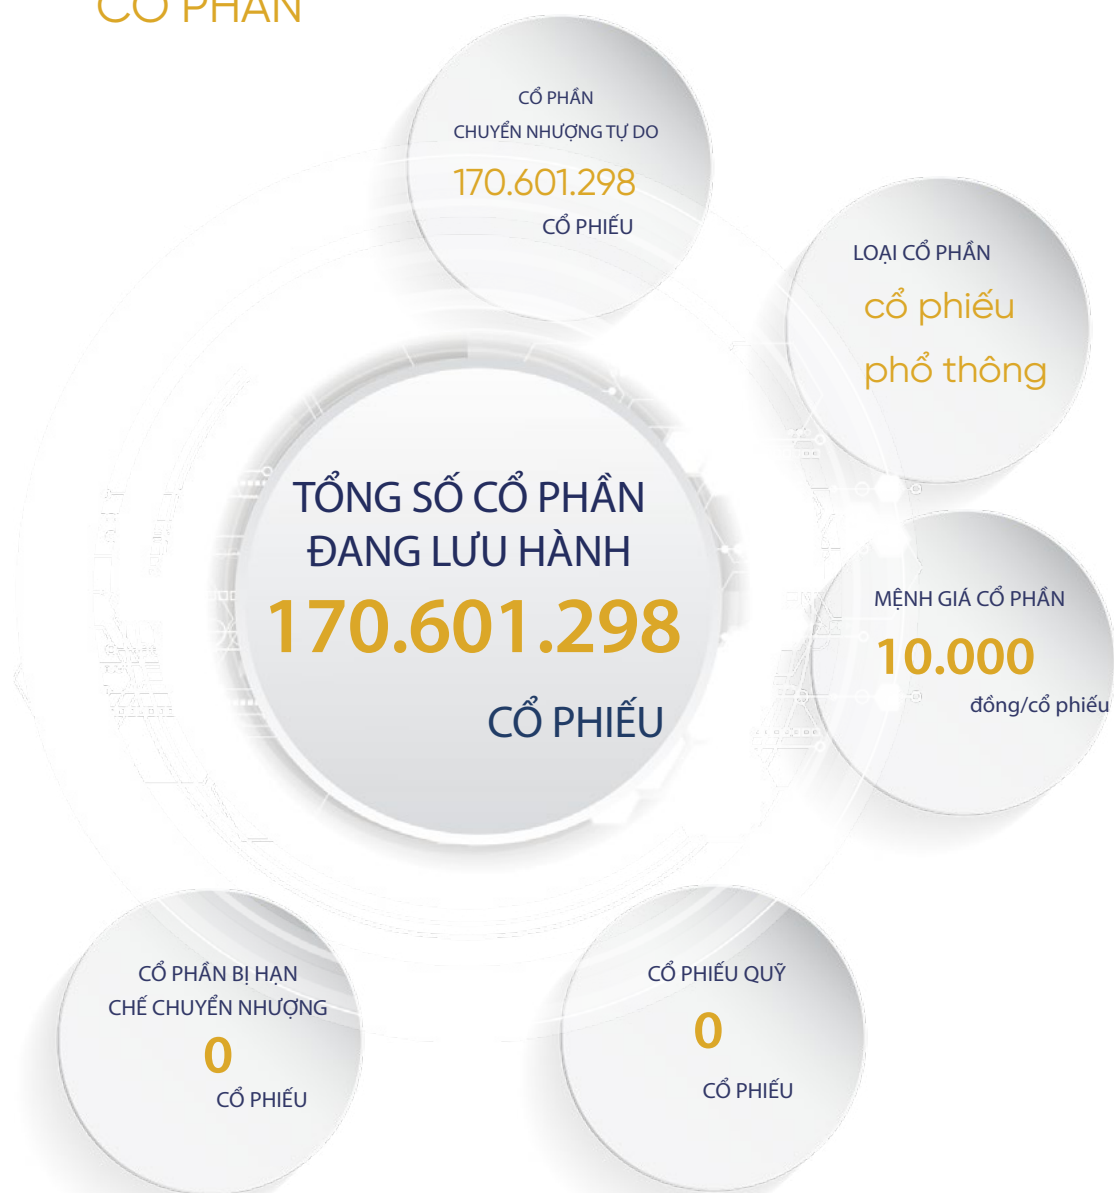 CỔ PHẦN
CỔ PHẦN
CHUYỂN NHƯỢNG TỰ DO
170.601.298
CỔ PHIẾU
LOẠI CỔ PHẦN
cổ phiếu
phổ thông
TỔNG SỐ CỔ PHẦN
ĐANG LƯU HÀNH
170.601.298
CỔ PHIẾU
MỆNH GIÁ CỔ PHẦN
10.000
đồng/cổ phiếu
CỔ PHẦN BỊ HẠN
CHẾ CHUYỂN NHƯỢNG
0
CỔ PHIẾU
CỔ PHIẾU QUỸ
0
CỔ PHIẾU